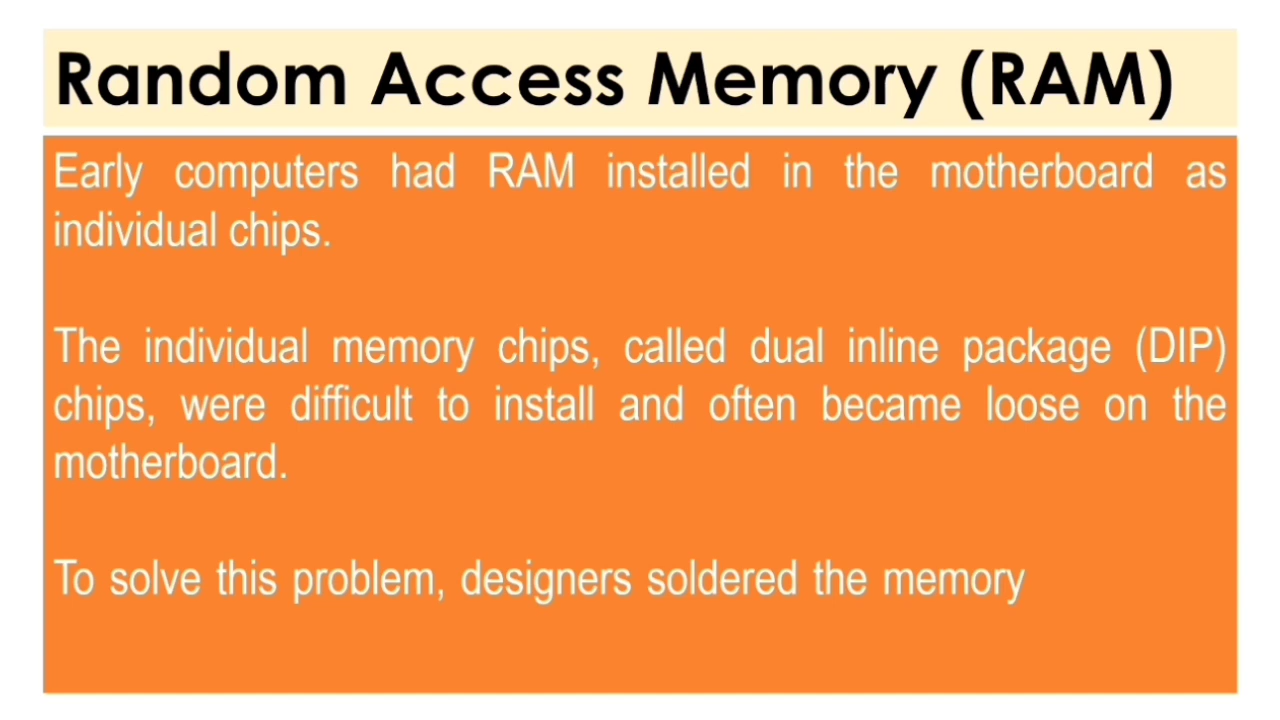 Random Access Memory (RAM)
Early computers had RAM installed in the motherboard as
individual chips.
The individual memory chips, called dual inline package (DIP)
chips, were difficult to install and often became loose on the
motherboard.
To solve this problem, designers soldered the memory